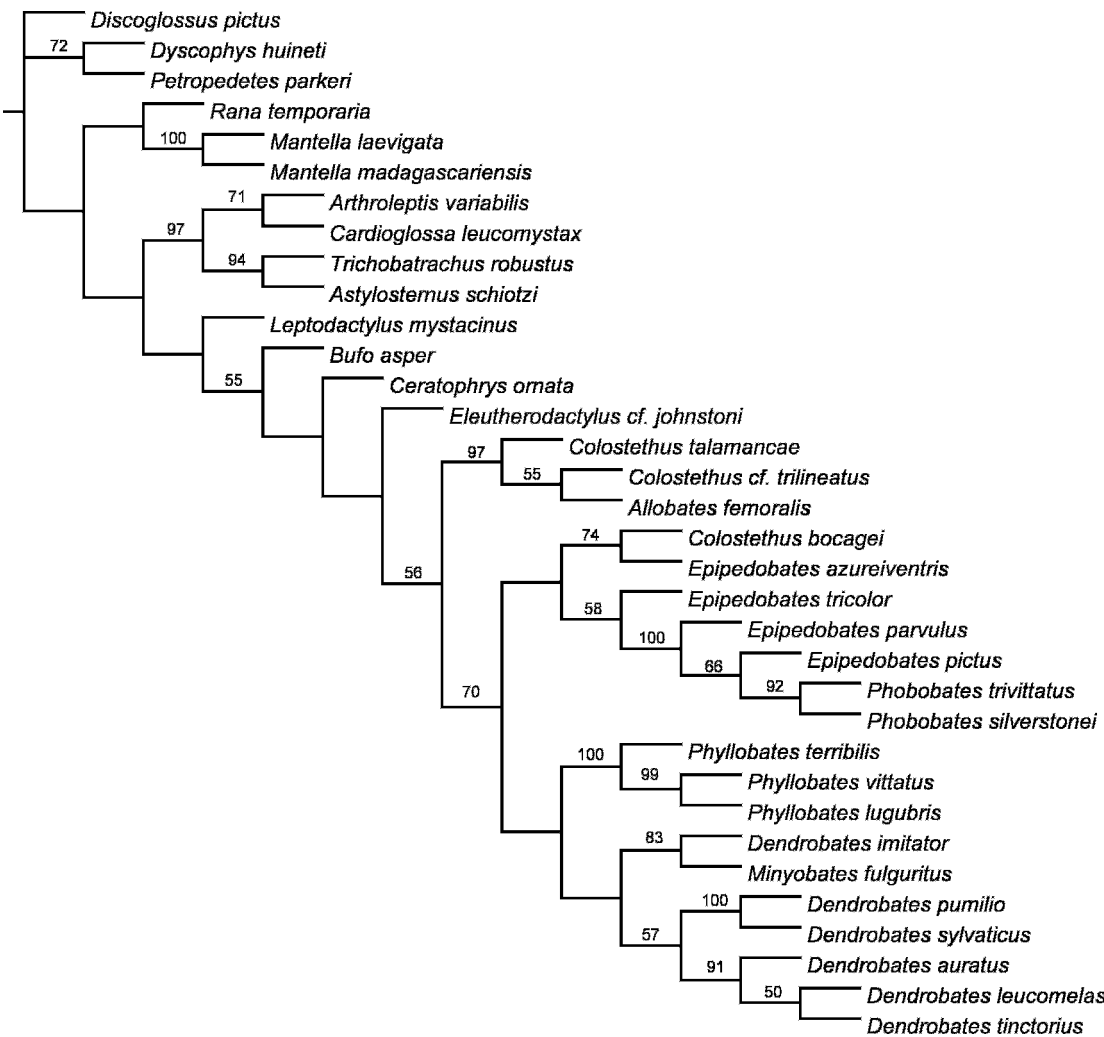 Discoglossus pictus
72
Dyscophys huineti
Petropedetes parkeri
Rana temporaria
100
Mantella laevigata
Mantella madagascariensis
71
Arthroleptis variabilis
97
Cardioglossa leucomystax
94
Trichobatrachus robustus
Astylosternus schiotzi
Leptodactylus mystacinus
Bufo asper
55
Ceratophrys ornata
Eleutherodactylus cf. johnstoni
97
Colostethus talamancae
55
Colostethus cf. trilineatus
Allobates femoralis
74
Colostethus bocagei
56
Epipedobates azureiventris
58
Epipedobates tricolor
100
Epipedobates parvulus
66
Epipedobates pictus
70
92
Phobobates trivittatus
Phobobates silverstonei
100
Phyllobates terribilis
99
Phyllobates vittatus
Phyllobates lugubris
83
Dendrobates imitator
Minyobates fulguritus
100
Dendrobates pumilio
57
Dendrobates sylvaticus
91
Dendrobates auratus
50
Dendrobates leucomelas
Dendrobates tinctorius